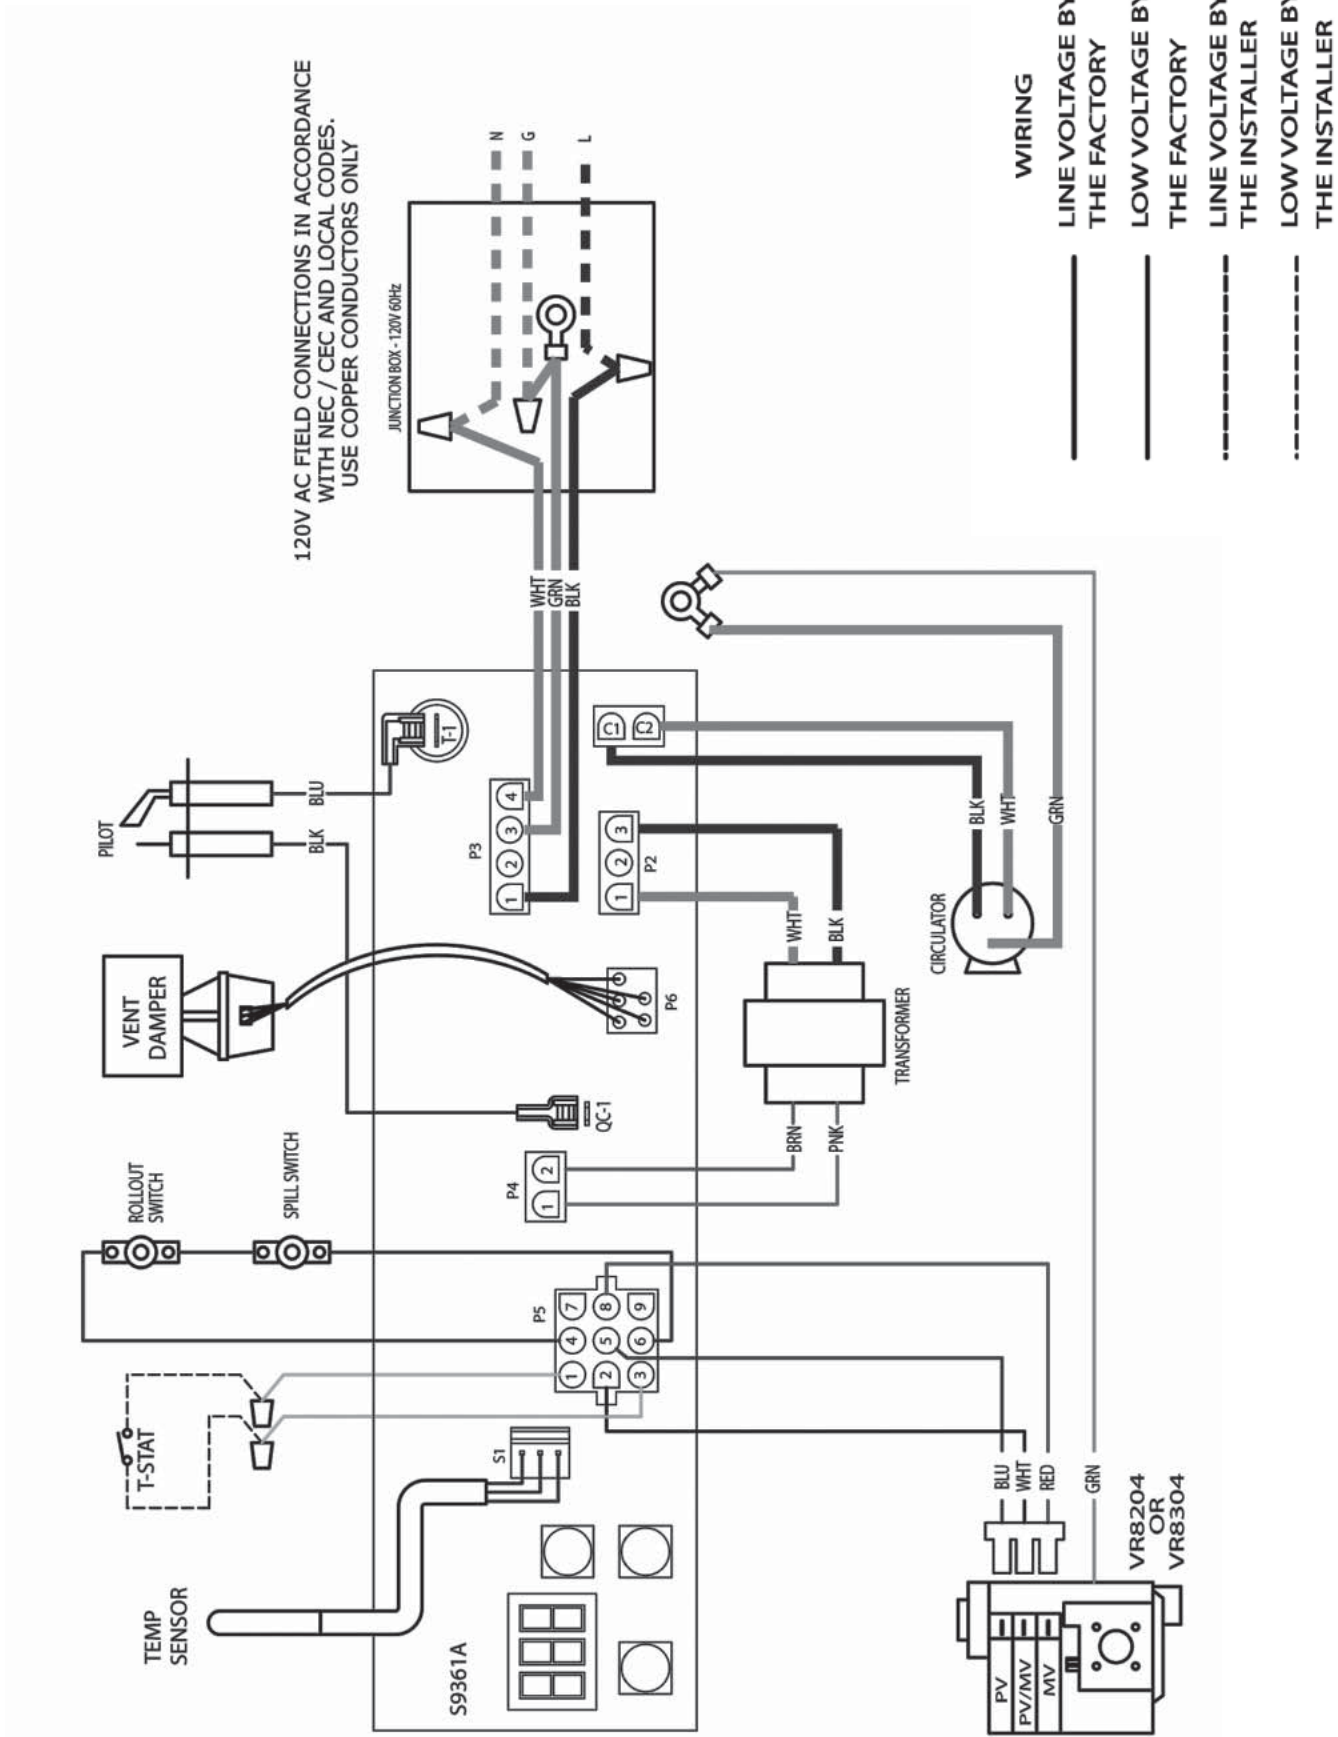 120V AC FIELD CONNECTIONS IN ACCORDANCE
WITH NEC / CEC AND LOCAL CODES.
USE COPPER CONDUCTORS ONLY
JUNCTION BOX - 120V 60Hz
N
G
L
WHT
GRN
BLK
PILOT
BLU
BLK
T-1
VENT
DAMPER
P3
1
2
3
4
C1
C2
P2
1
2
3
P6
QC-1
WHT
BLK
TRANSFORMER
BRN
PNK
CIRCULATOR
BLK
WHT
GRN
ROLLOUT
SWITCH
SPILL SWITCH
P4
1
2
P5
7
8
9
4
5
6
1
2
3
T-STAT
S1
TEMP
SENSOR
S9361A
BLU
WHT
RED
GRN
VR8204
OR
VR8304
PV
PV/MV
MV
WIRING
LINE VOLTAGE BY
THE FACTORY
LOW VOLTAGE BY
THE FACTORY
LINE VOLTAGE BY
THE INSTALLER
LOW VOLTAGE BY
THE INSTALLER